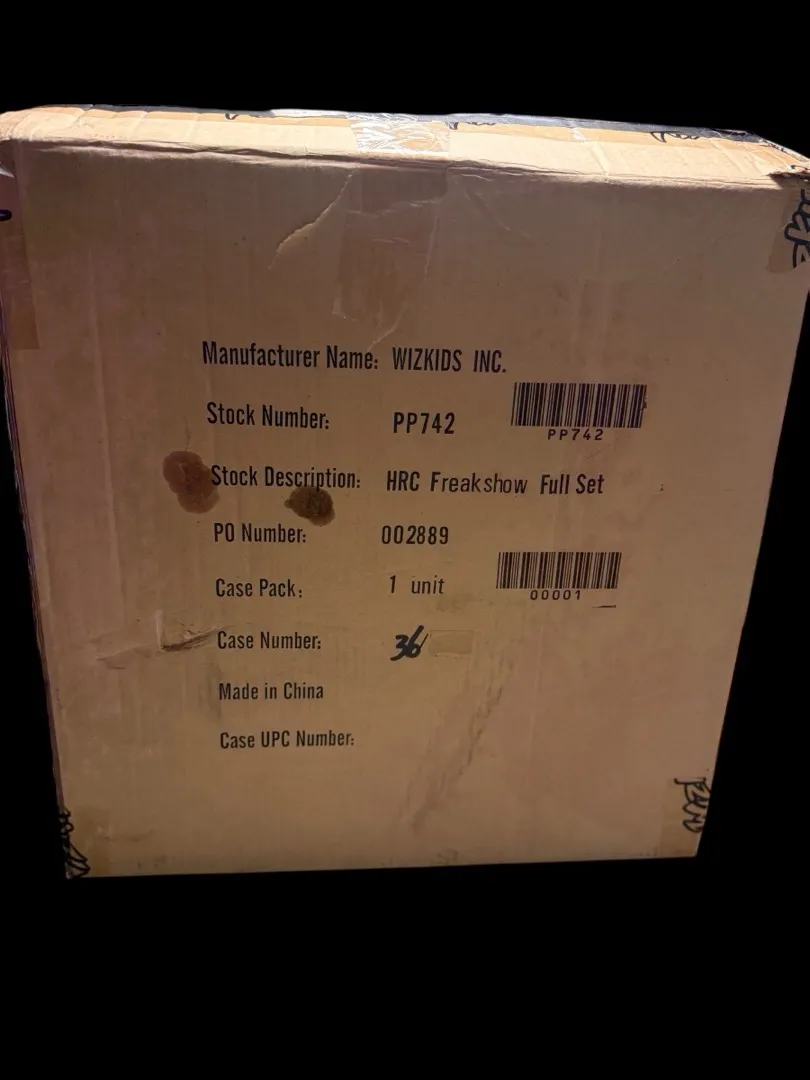 Manufacturer Name: WIZKIDS INC.
Stock Number: PP742
PP742
Stock Description: HRC Freakshow Full Set
PO Number: 002889
Case Pack: 1 unit
00001
Case Number: 36
Made in China
Case UPC Number: